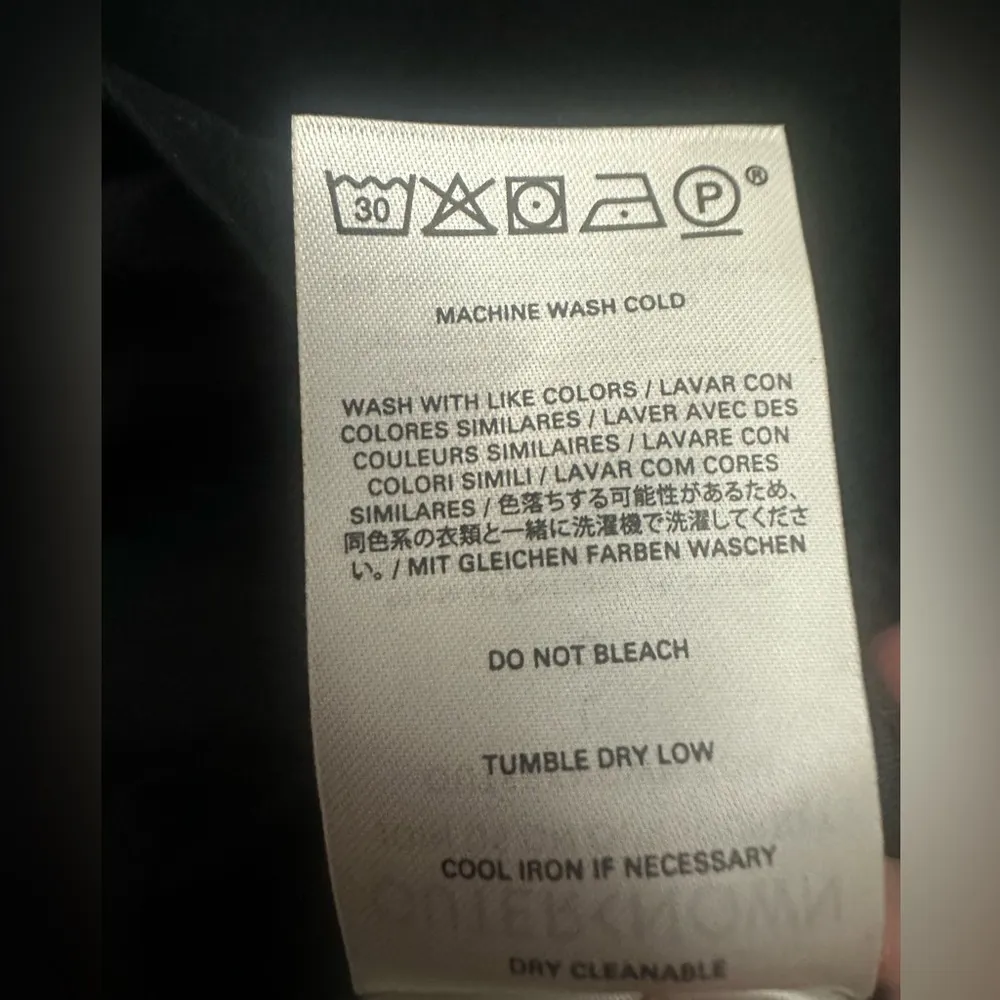 30 P ®
MACHINE WASH COLD
WASH WITH LIKE COLORS / LAVAR CON
COLORES SIMILARES / LAVER AVEC DES
COULEURS SIMILAIRES / LAVARE CON
COLORI SIMILI / LAVAR COM CORES
SIMILARES / 色落ちする可能性があるため、
同色系の衣類と一緒に洗濯機で洗濯してくださ
い。/ MIT GLEICHEN FARBEN WASCHEN
DO NOT BLEACH
TUMBLE DRY LOW
COOL IRON IF NECESSARY
DRY CLEANABLE